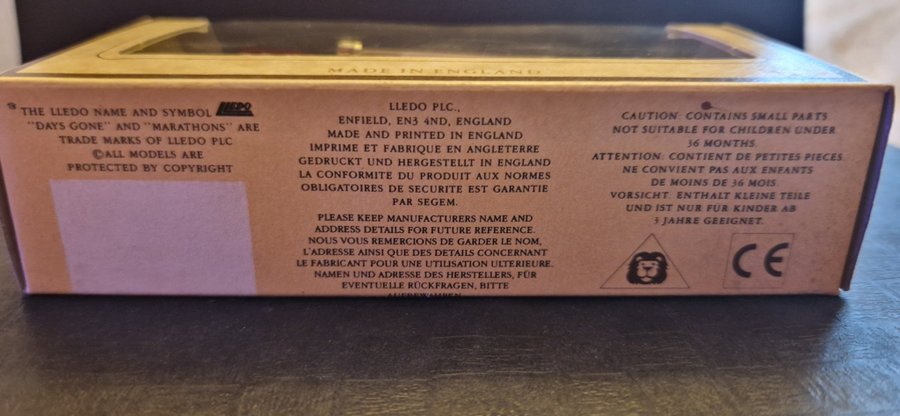 MADE IN ENGLAND
® THE LLEDO NAME AND SYMBOL LLEDO
"DAYS GONE" AND "MARATHONS" ARE
TRADE MARKS OF LLEDO PLC
©ALL MODELS ARE
PROTECTED BY COPYRIGHT
LLEDO PLC.,
ENFIELD, EN3 4ND, ENGLAND
MADE AND PRINTED IN ENGLAND
IMPRIME ET FABRIQUE EN ANGLETERRE
GEDRUCKT UND HERGESTELLT IN ENGLAND
LA CONFORMITE DU PRODUIT AUX NORMES
OBLIGATOIRES DE SECURITE EST GARANTIE
PAR SEGEM.
PLEASE KEEP MANUFACTURERS NAME AND
ADDRESS DETAILS FOR FUTURE REFERENCE.
NOUS VOUS REMERCIONS DE GARDER LE NOM,
L'ADRESSE AINSI QUE DES DETAILS CONCERNANT
LE FABRICANT POUR UNE UTILISATION ULTERIEURE.
NAMEN UND ADRESSE DES HERSTELLERS, FÜR
EVENTUELLE RÜCKFRAGEN, BITTE
AUFBEWAHREN
CAUTION: CONTAINS SMALL PARTS
NOT SUITABLE FOR CHILDREN UNDER
36 MONTHS.
ATTENTION: CONTIENT DE PETITES PIECES.
NE CONVIENT PAS AUX ENFANTS
DE MOINS DE 36 MOIS.
VORSICHT: ENTHALT KLEINE TEILE
UND IST NUR FÜR KINDER AB
3 JAHRE GEEIGNET.
CE